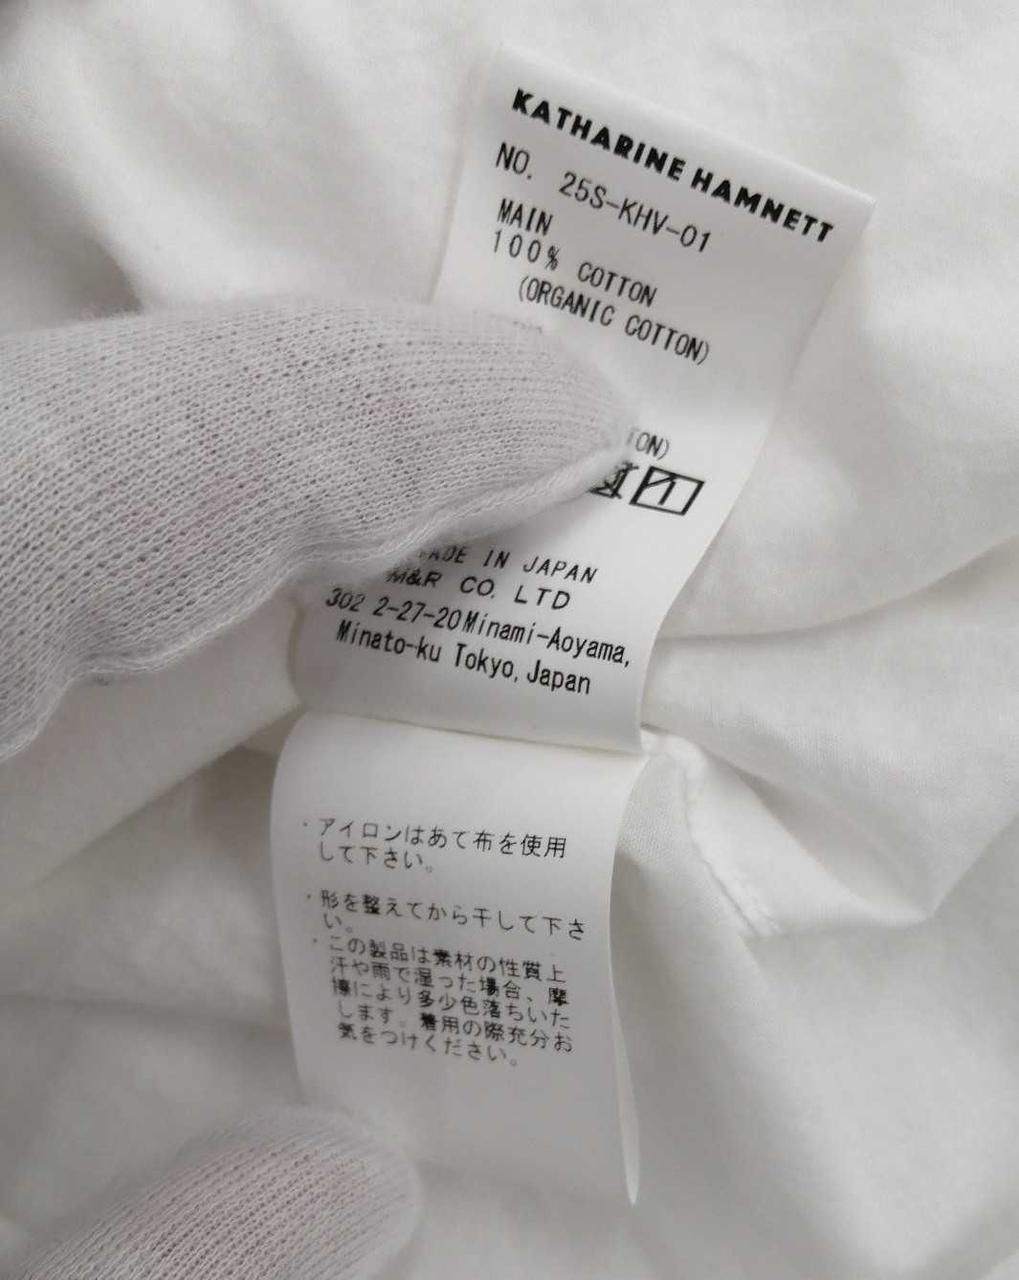 KATHARINE HAMNETT
NO. 25S-KHV-01
MAIN
100% COTTON
(ORGANIC COTTON)
IN JAPAN
M&R CO. LTD
302 2-27-20Minami-Aoyama,
Minato-ku Tokyo, Japan
・アイロンはあて布を使用
して下さい。
・形を整えてから干して下さ
い。
・この製品は素材の性質上
汗や雨で湿った場合、摩
擦により多少色落ちいた
します。着用の際充分お
気をつけください。